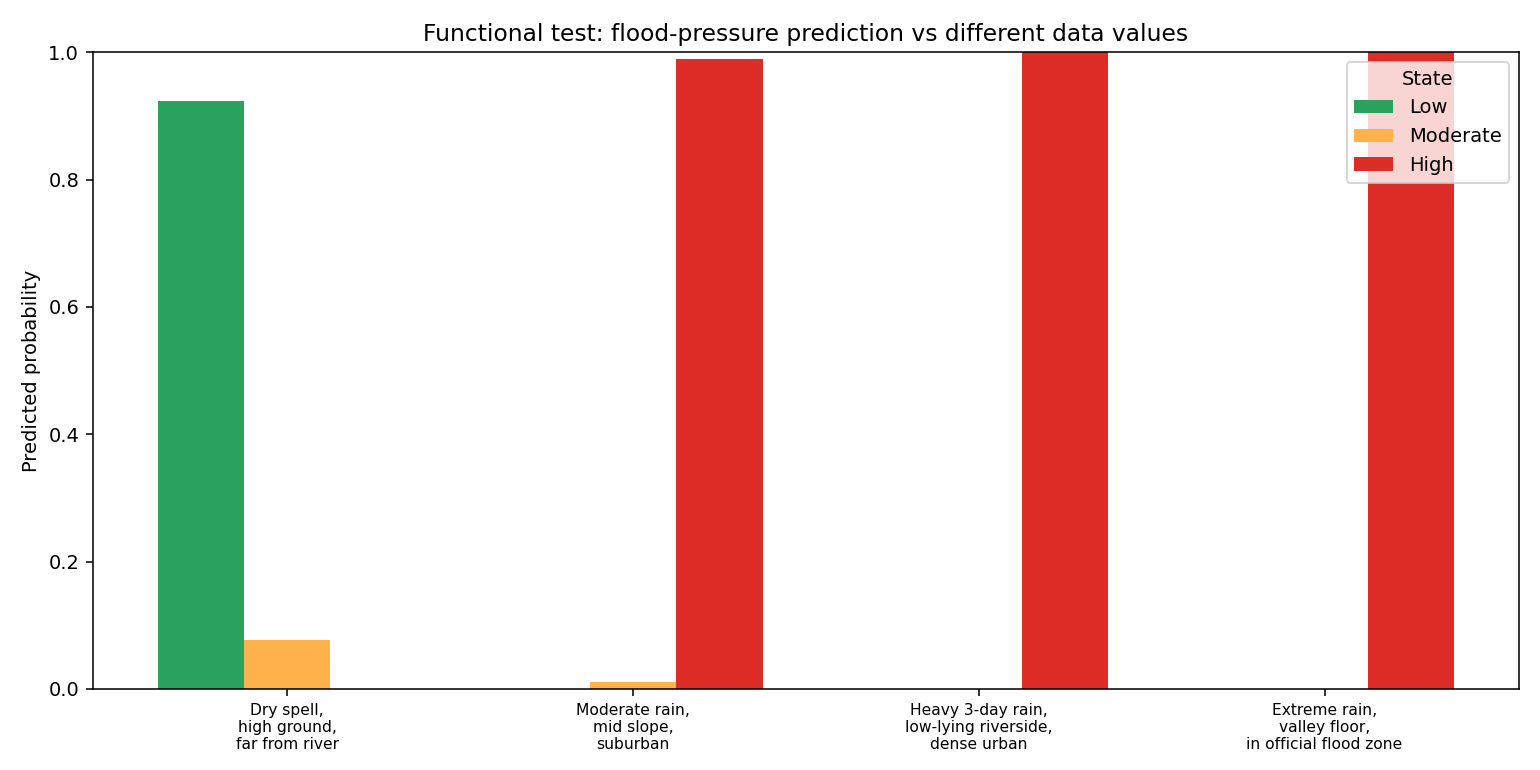 Functional test: flood-pressure prediction vs different data values
Predicted probability
1.0
0.8
0.6
0.4
0.2
0.0
State
Low
Moderate
High
Dry spell,
high ground,
far from river
Moderate rain,
mid slope,
suburban
Heavy 3-day rain,
low-lying riverside,
dense urban
Extreme rain,
valley floor,
in official flood zone